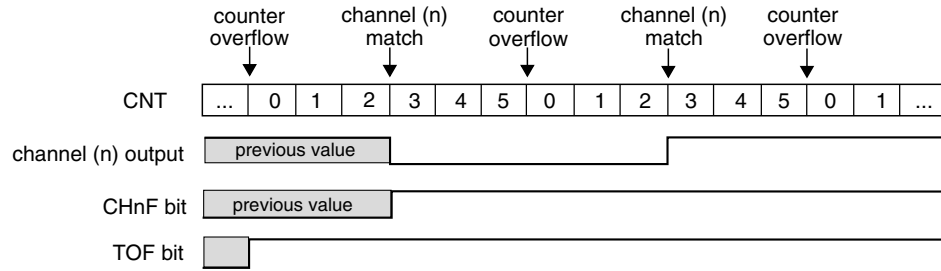 counter overflow
channel (n) match
counter overflow
channel (n) match
counter overflow
CNT ... 0 1 2 3 4 5 0 1 2 3 4 5 0 1 ...
channel (n) output previous value
CHnF bit previous value
TOF bit